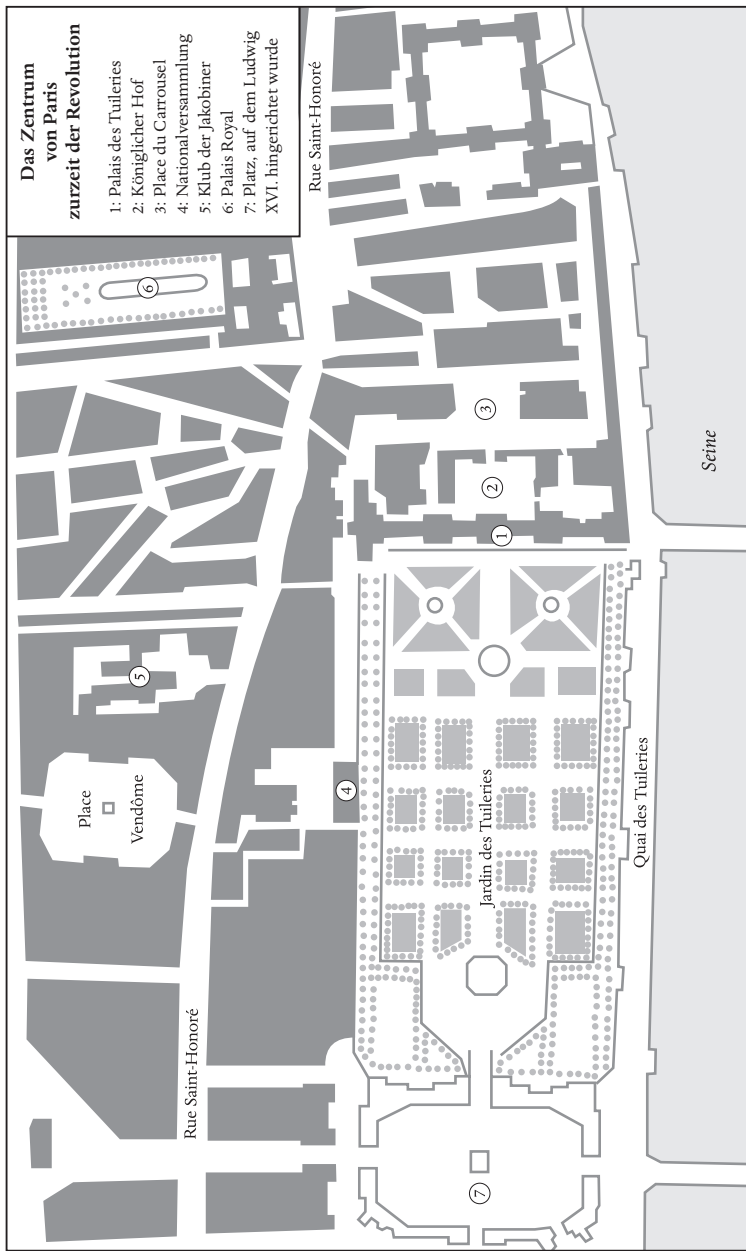 Das Zentrum
von Paris
zurzeit der Revolution
1: Palais des Tuileries
2: Königlicher Hof
3: Place du Carrousel
4: Nationalversammlung
5: Klub der Jakobiner
6: Palais Royal
7: Platz, auf dem Ludwig
XVI. hingerichtet wurde
Rue Saint-Honoré
6
5
Place
Vendôme
Rue Saint-Honoré
3
2
1
4
Jardin des Tuileries
7
Quai des Tuileries
Seine